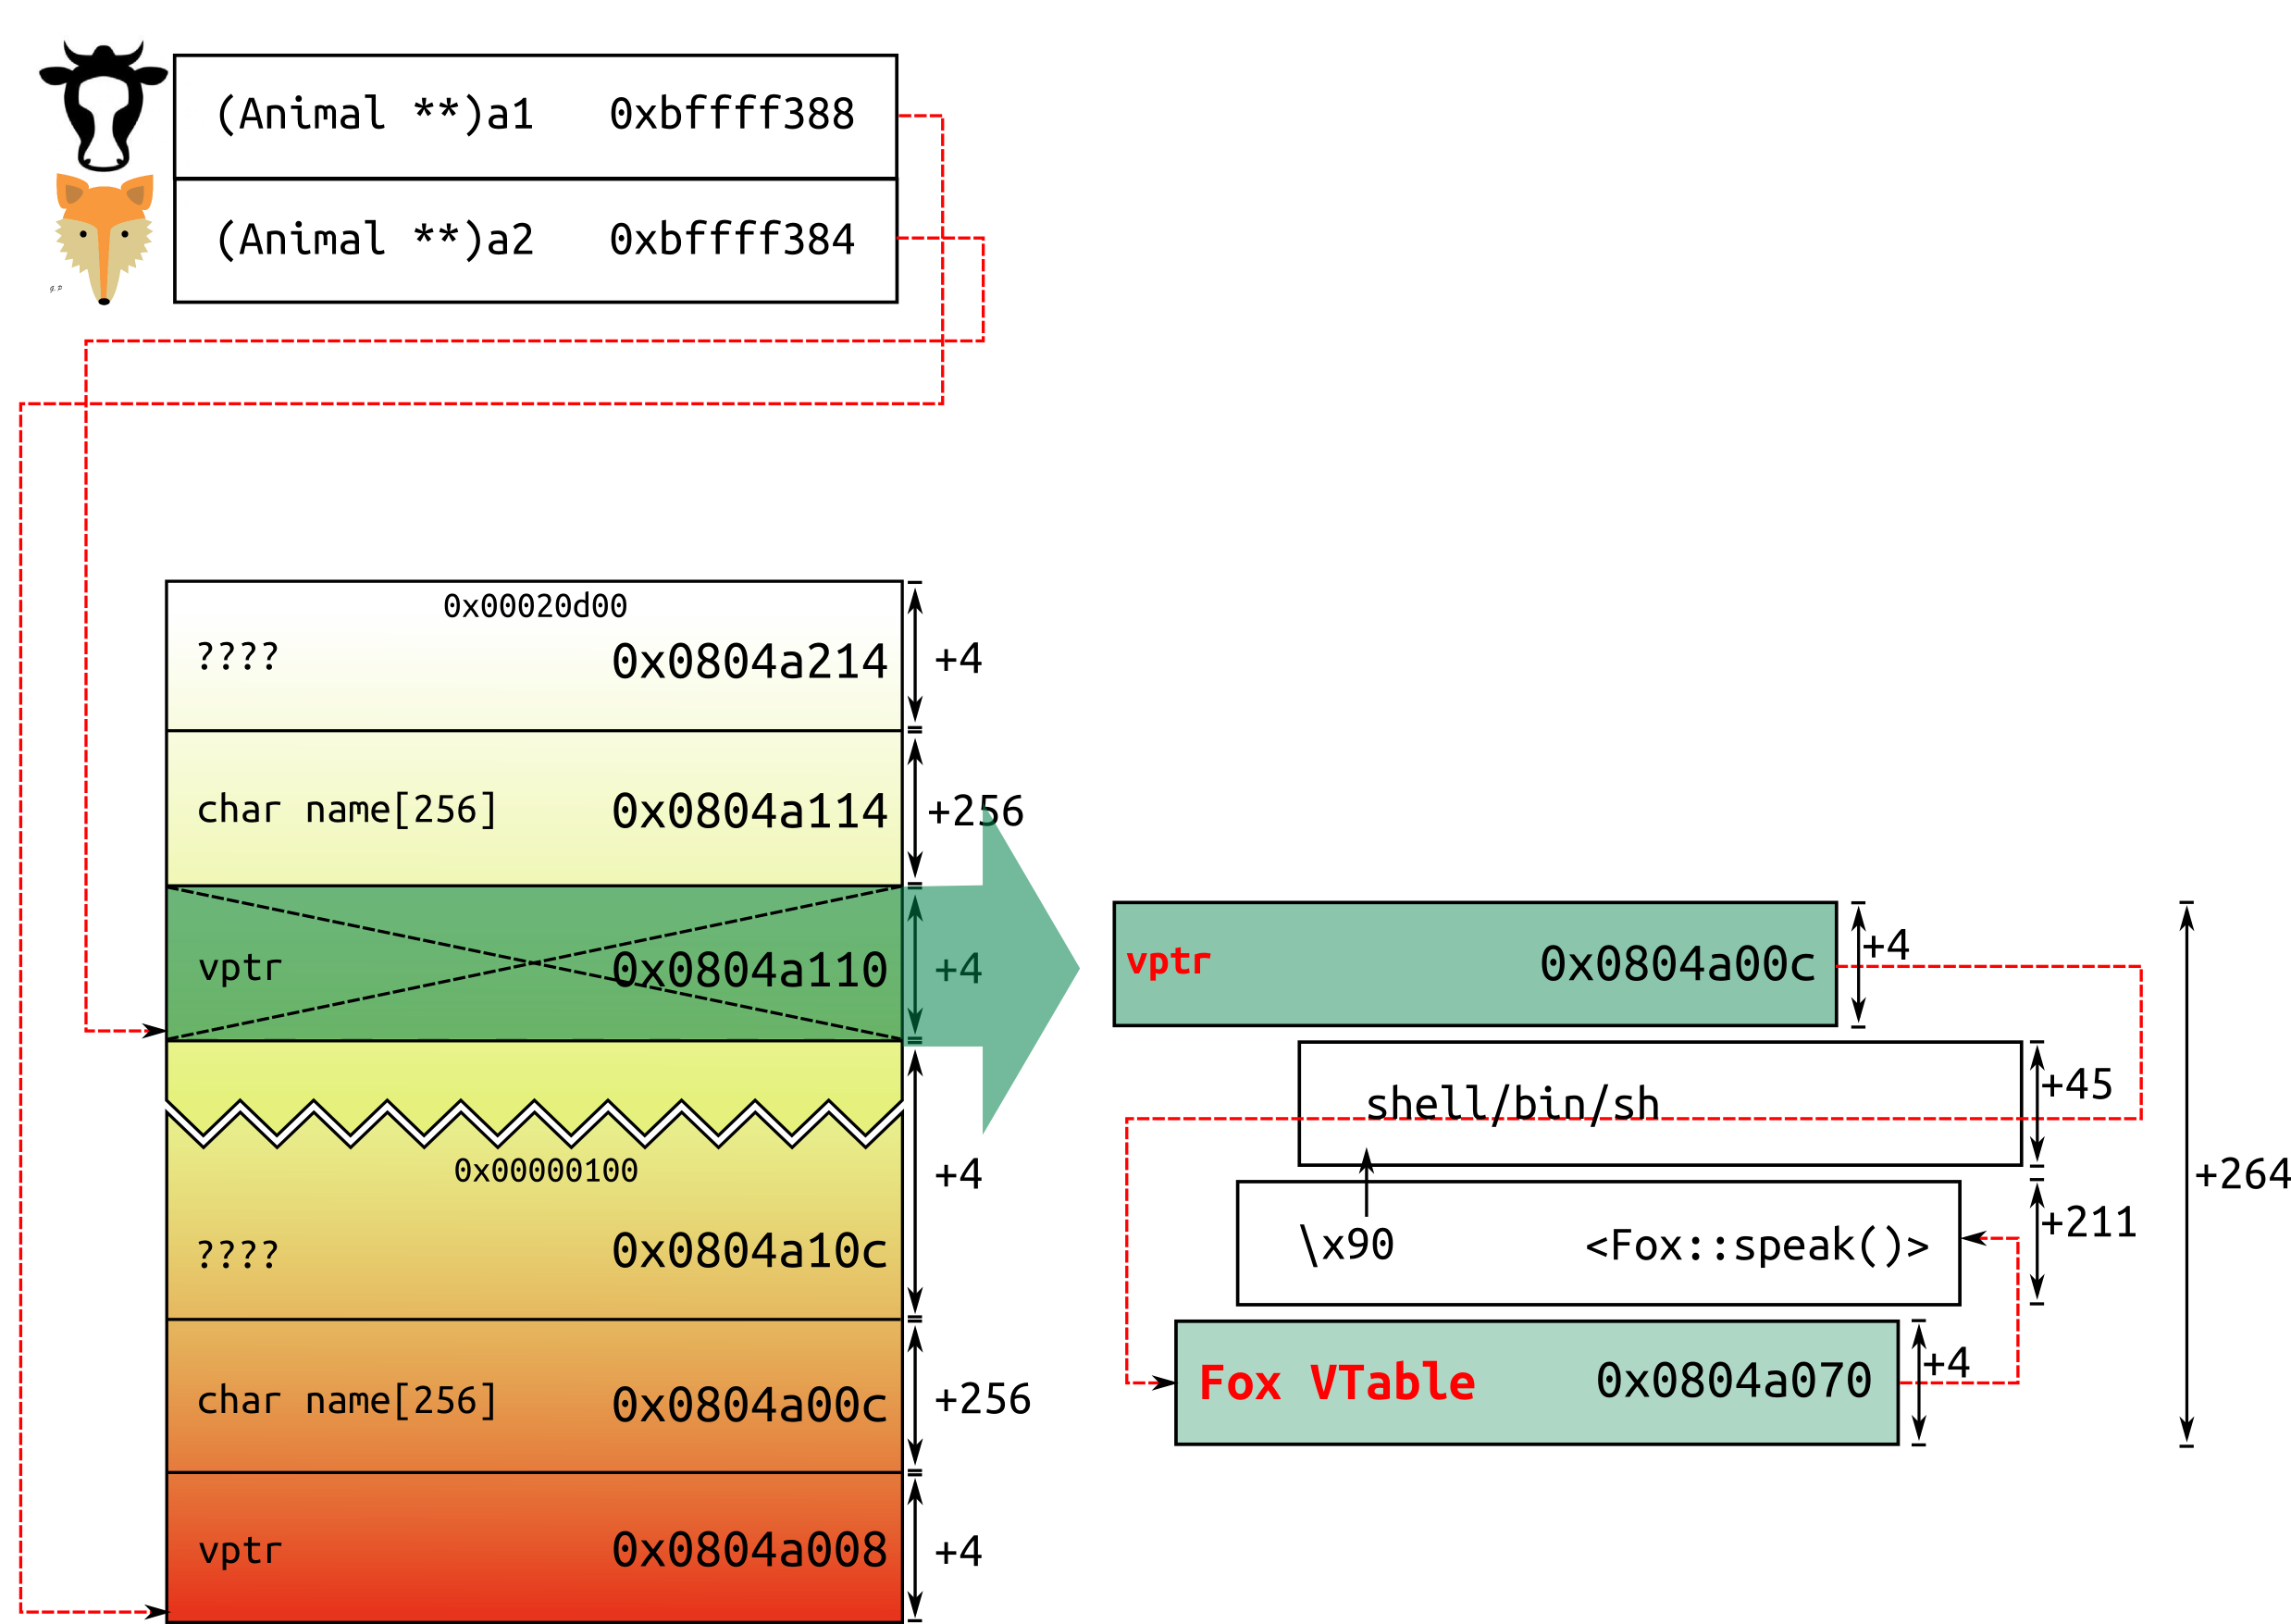 (Animal **)a1 0xbffff388
(Animal **)a2 0xbffff384
g.p
0x00020d00
???? 0x0804a214 +4
char name[256] 0x0804a114 +256
vptr 0x0804a110 +4
0x00000100
+4
???? 0x0804a10c
char name[256] 0x0804a00c +256
vptr 0x0804a008 +4
vptr 0x0804a00c +4
shell/bin/sh +45
+264
\x90 <Fox::speak()> +211
Fox VTable 0x0804a070 +4